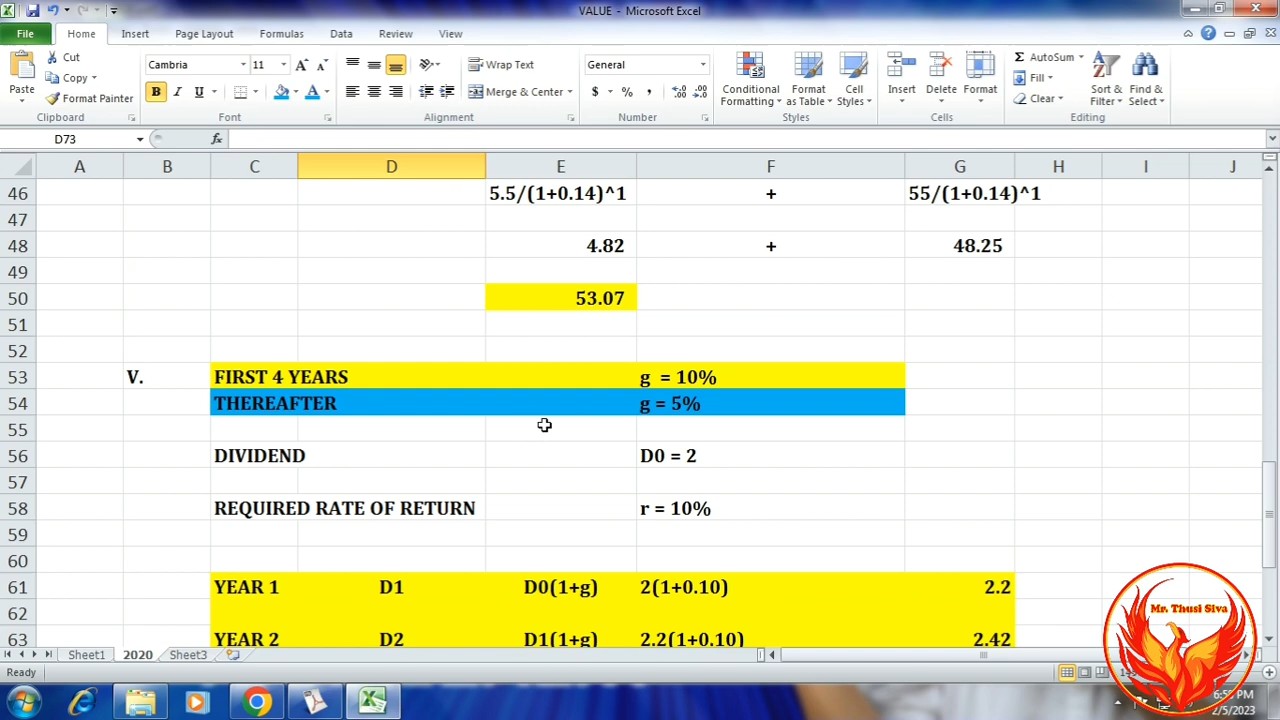 VALUE - Microsoft Excel
File Home Insert Page Layout Formulas Data Review View
Cut
Copy
Format Painter
Paste
Clipboard
Cambria 11
B I U
Font
Wrap Text
Merge & Center
Alignment
General
$ % ,
Number
Conditional Formatting
Format as Table
Cell Styles
Styles
Insert Delete Format
Cells
AutoSum
Fill
Clear
Sort & Filter
Find & Select
Editing
D73 fx
A B C D E F G H I J
46 5.5/(1+0.14)^1 + 55/(1+0.14)^1
47
48 4.82 + 48.25
49
50 53.07
51
52
53 V. FIRST 4 YEARS g = 10%
54 THEREAFTER g = 5%
55
56 DIVIDEND D0 = 2
57
58 REQUIRED RATE OF RETURN r = 10%
59
60
61 YEAR 1 D1 D0(1+g) 2(1+0.10) 2.2
62
63 YEAR 2 D2 D1(1+g) 2.2(1+0.10) 2.42
Mr. Thusi Siva
Sheet1 2020 Sheet3
Ready
2/5/2023